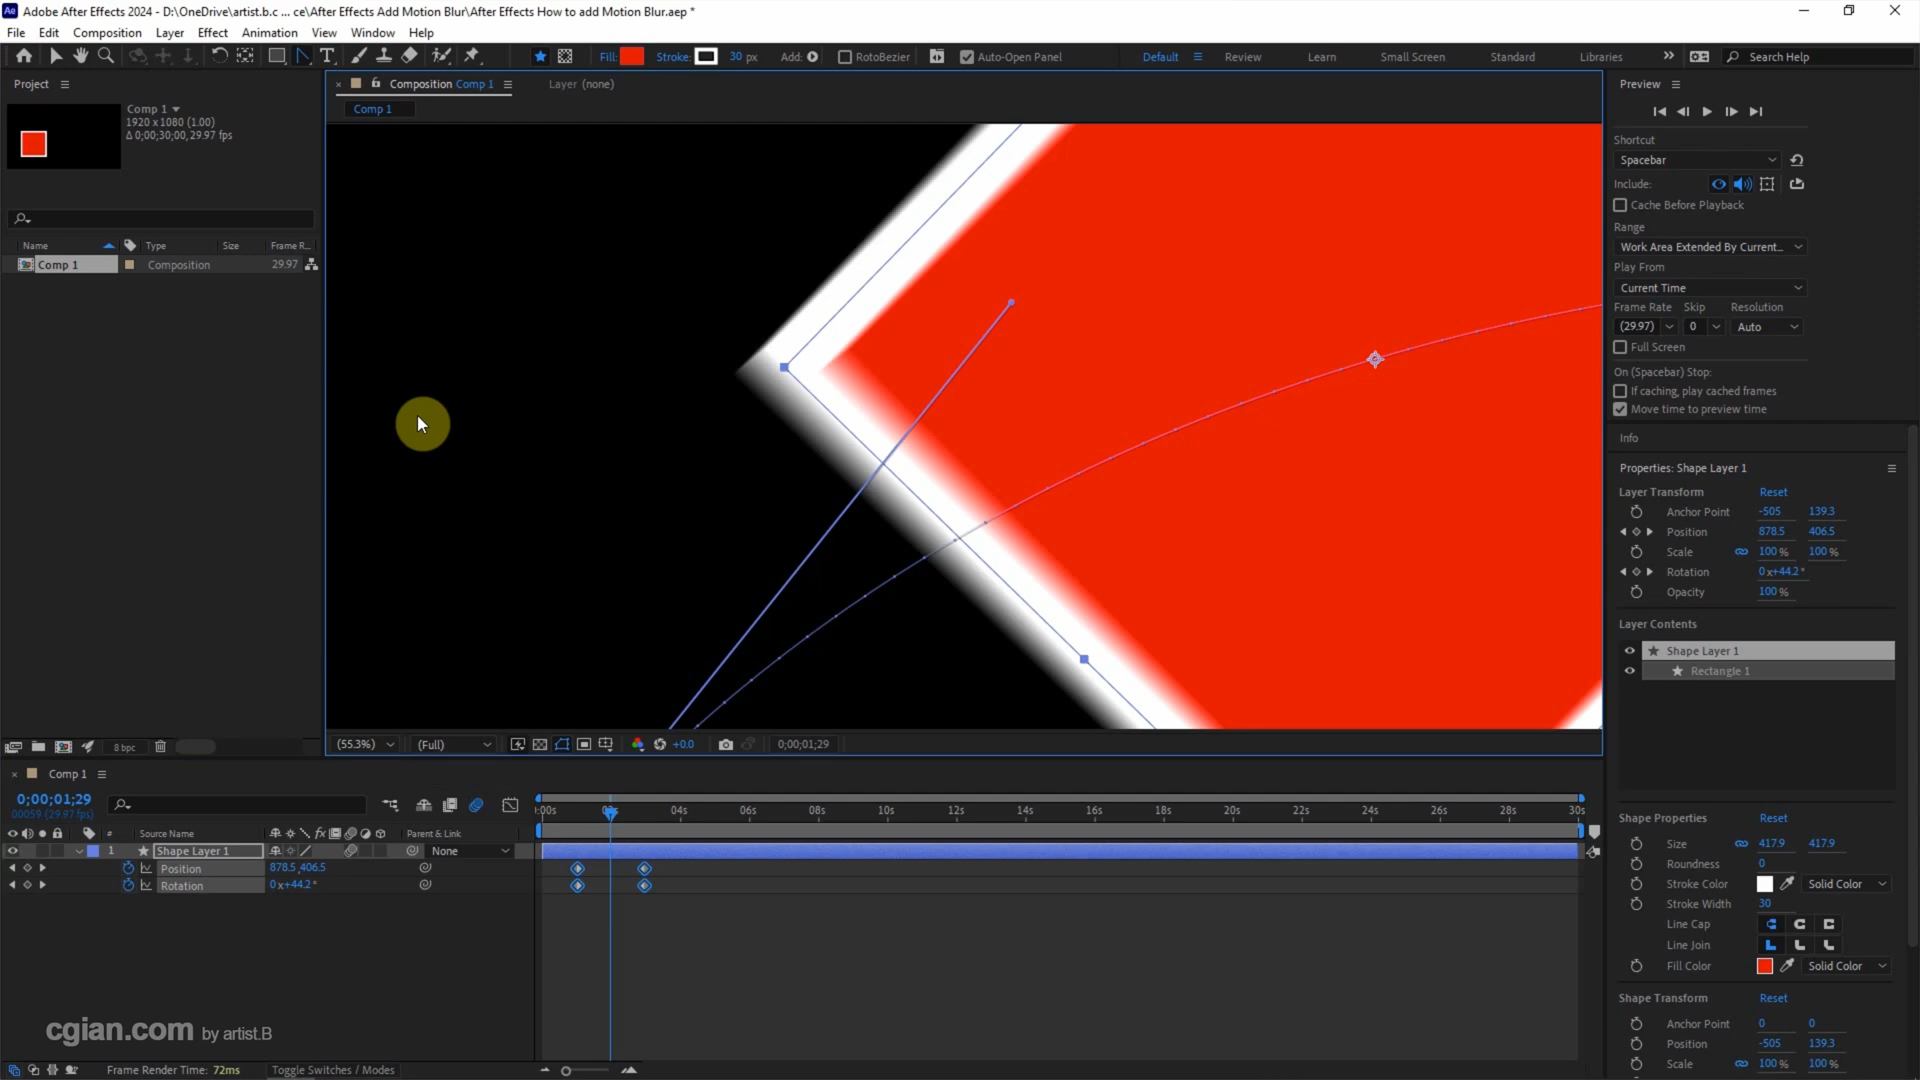 Adobe After Effects 2024 - D:\OneDrive\artist.b.c ... ce\After Effects Add Motion Blur\After Effects How to add Motion Blur.aep *
File Edit Composition Layer Effect Animation View Window Help
Fill: Stroke: 30 px Add: RotoBezier Auto-Open Panel Default Review Learn Small Screen Standard Libraries Search Help
Project
Comp 1
1920 x 1080 (1.00)
Δ 0;00;30;00, 29.97 fps
Name Type Size Frame R...
Comp 1 Composition 29.97
8 bpc
Composition Comp 1 Layer (none)
Comp 1
(55.3%) (Full) +0.0 0;00;01;29
Preview
Shortcut
Spacebar
Include:
Cache Before Playback
Range
Work Area Extended By Current...
Play From
Current Time
Frame Rate Skip Resolution
(29.97) 0 Auto
Full Screen
On (Spacebar) Stop:
If caching, play cached frames
Move time to preview time
Info
Properties: Shape Layer 1
Layer Transform Reset
Anchor Point -505 139.3
Position 878.5 406.5
Scale 100 % 100 %
Rotation 0 x+44.2°
Opacity 100 %
Layer Contents
Shape Layer 1
Rectangle 1
Shape Properties Reset
Size 417.9 417.9
Roundness 0
Stroke Color Solid Color
Stroke Width 30
Line Cap
Line Join
Fill Color Solid Color
Shape Transform Reset
Anchor Point 0 0
Position -505 139.3
Scale 100 % 100 %
Comp 1
0;00;01;29
00059 (29.97 fps)
:00s 02s 04s 06s 08s 10s 12s 14s 16s 18s 20s 22s 24s 26s 28s 30s
# Source Name fx Parent & Link
1 Shape Layer 1 None
Position 878.5,406.5
Rotation 0 x+44.2°
cgian.com by artist.B
Frame Render Time: 72ms Toggle Switches / Modes